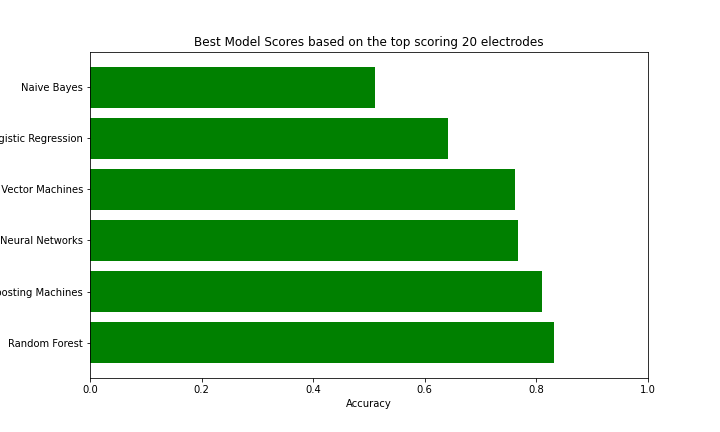 Best Model Scores based on the top scoring 20 electrodes
Naive Bayes
gistic Regression
Vector Machines
Neural Networks
osting Machines
Random Forest
0.0 0.2 0.4 0.6 0.8 1.0
Accuracy